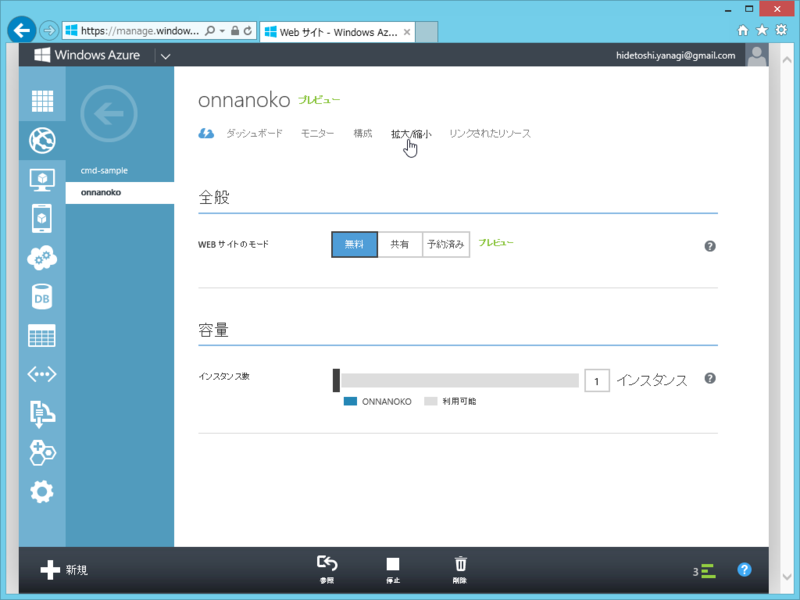 https://manage.window...
Web サイト - Windows Az...
Windows Azure
hidetoshi.yanagi@gmail.com
onnanoko プレビュー
ダッシュボード モニター 構成 拡大/縮小 リンクされたリソース
cmd-sample
onnanoko
全般
WEB サイトのモード 無料 共有 予約済み プレビュー
容量
インスタンス数 1 インスタンス
ONNANOKO 利用可能
DB
新規
参照 停止 削除
3